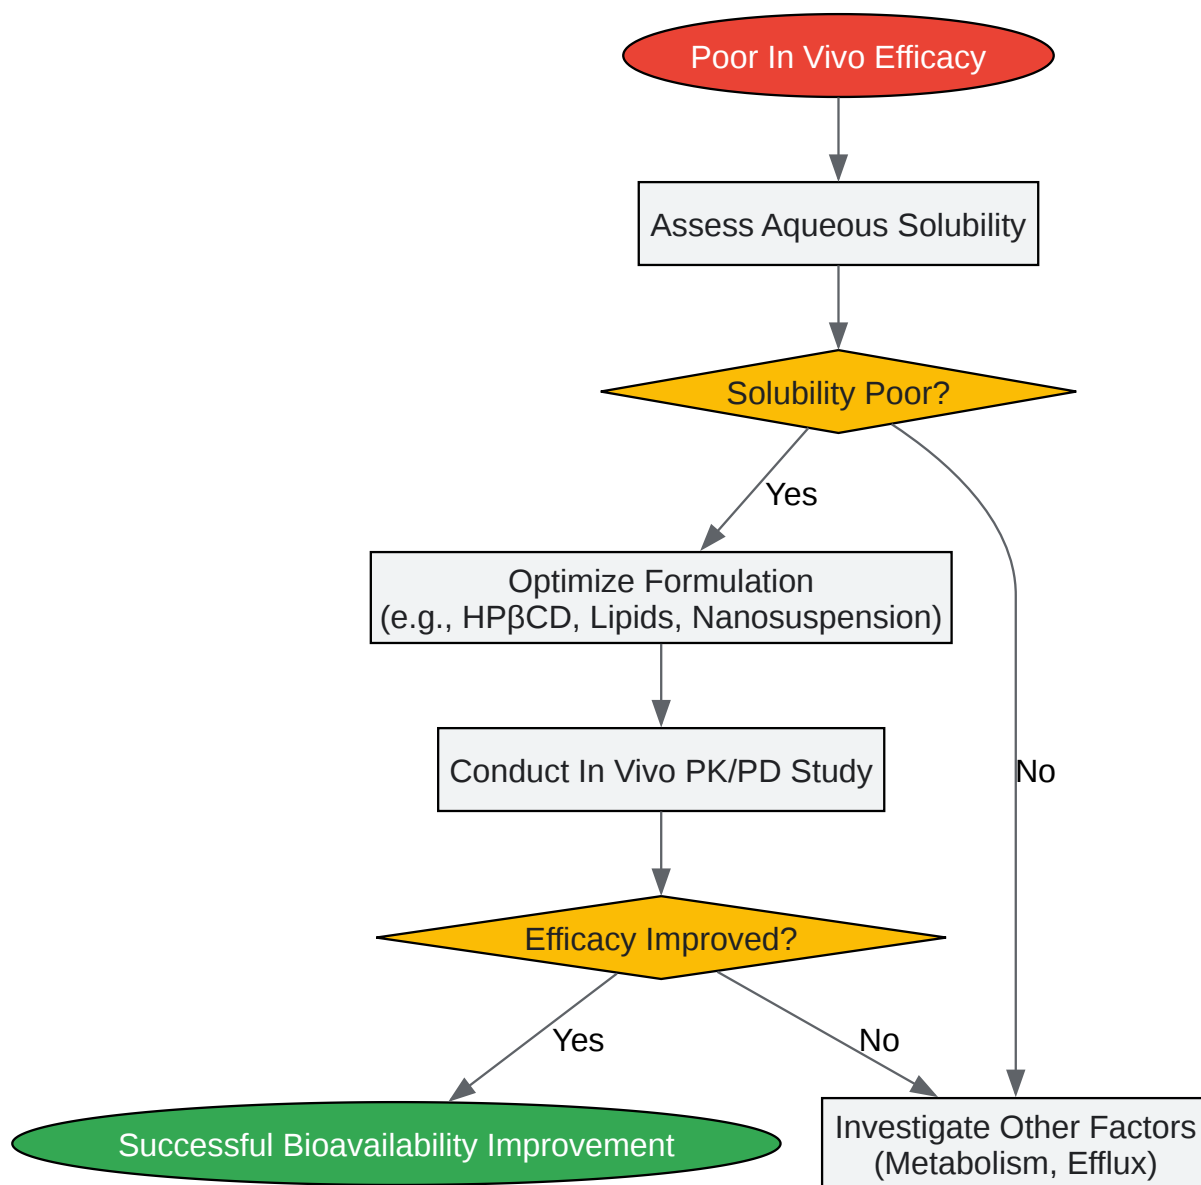 Poor In Vivo Efficacy
Assess Aqueous Solubility
Solubility Poor?
Yes
Optimize Formulation
(e.g., HPβCD, Lipids, Nanosuspension)
Conduct In Vivo PK/PD Study
No
Efficacy Improved?
Yes
No
Successful Bioavailability Improvement
Investigate Other Factors
(Metabolism, Efflux)